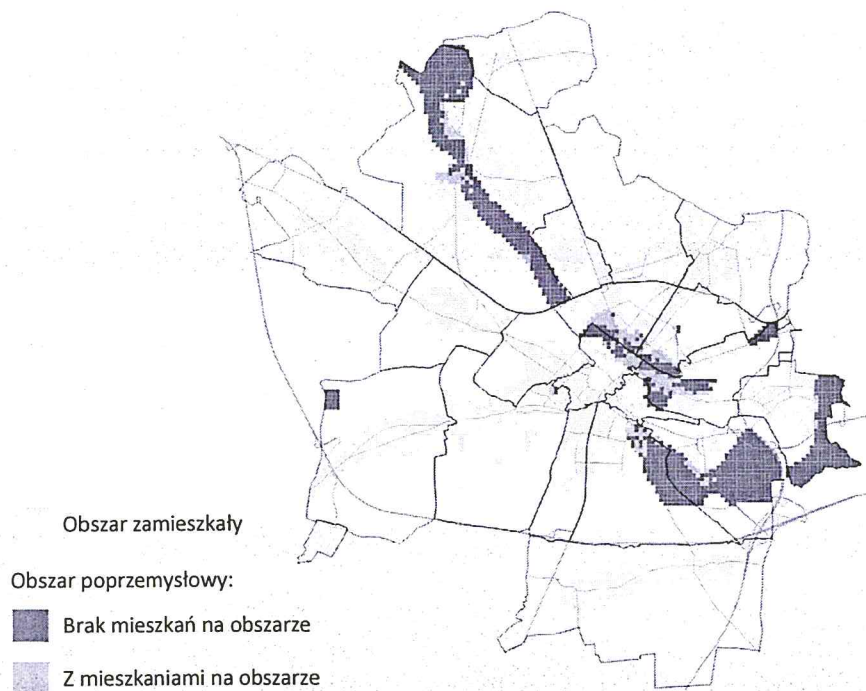 Obszar zamieszkały
Obszar poprzemysłowy:
Brak mieszkań na obszarze
Z mieszkaniami na obszarze